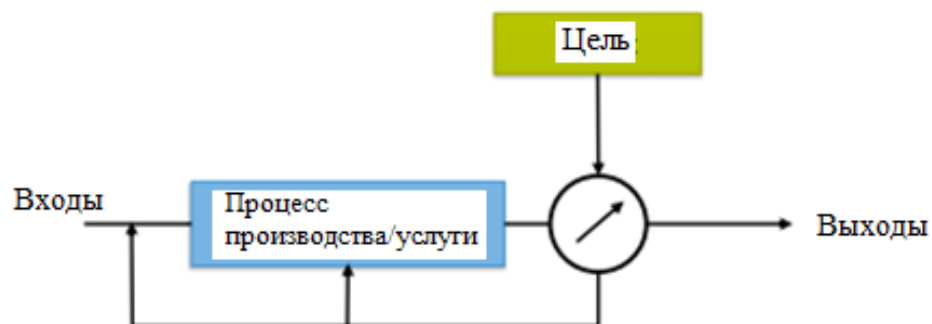 Цель
Входы
Процесс
производства/услуги
Выходы